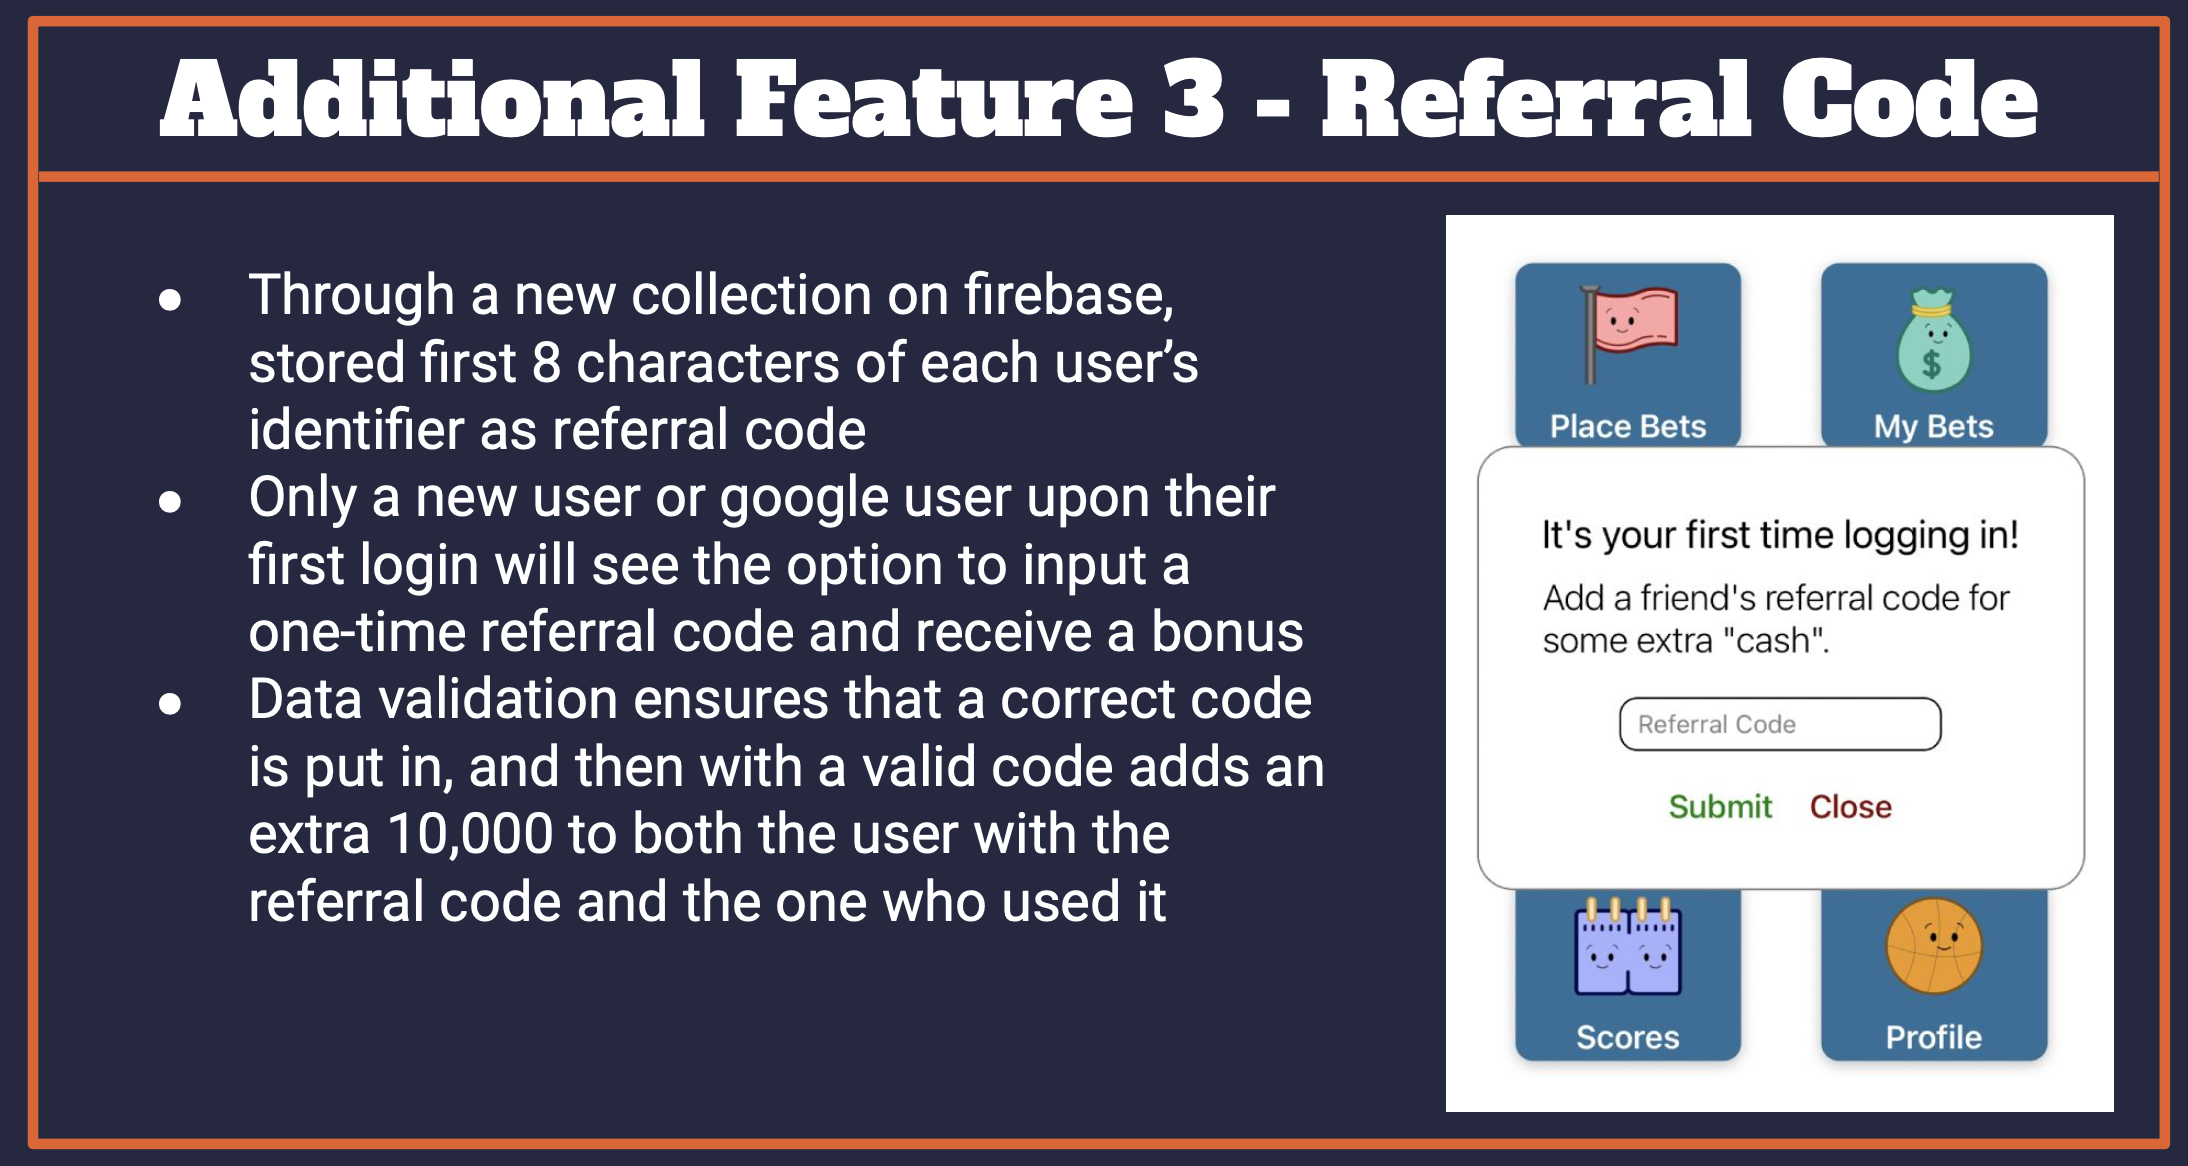 Additional Feature 3 - Referral Code
● Through a new collection on firebase,
stored first 8 characters of each user’s
identifier as referral code
● Only a new user or google user upon their
first login will see the option to input a
one-time referral code and receive a bonus
● Data validation ensures that a correct code
is put in, and then with a valid code adds an
extra 10,000 to both the user with the
referral code and the one who used it
$
Place Bets
My Bets
It's your first time logging in!
Add a friend's referral code for
some extra "cash".
Referral Code
Submit Close
Scores
Profile